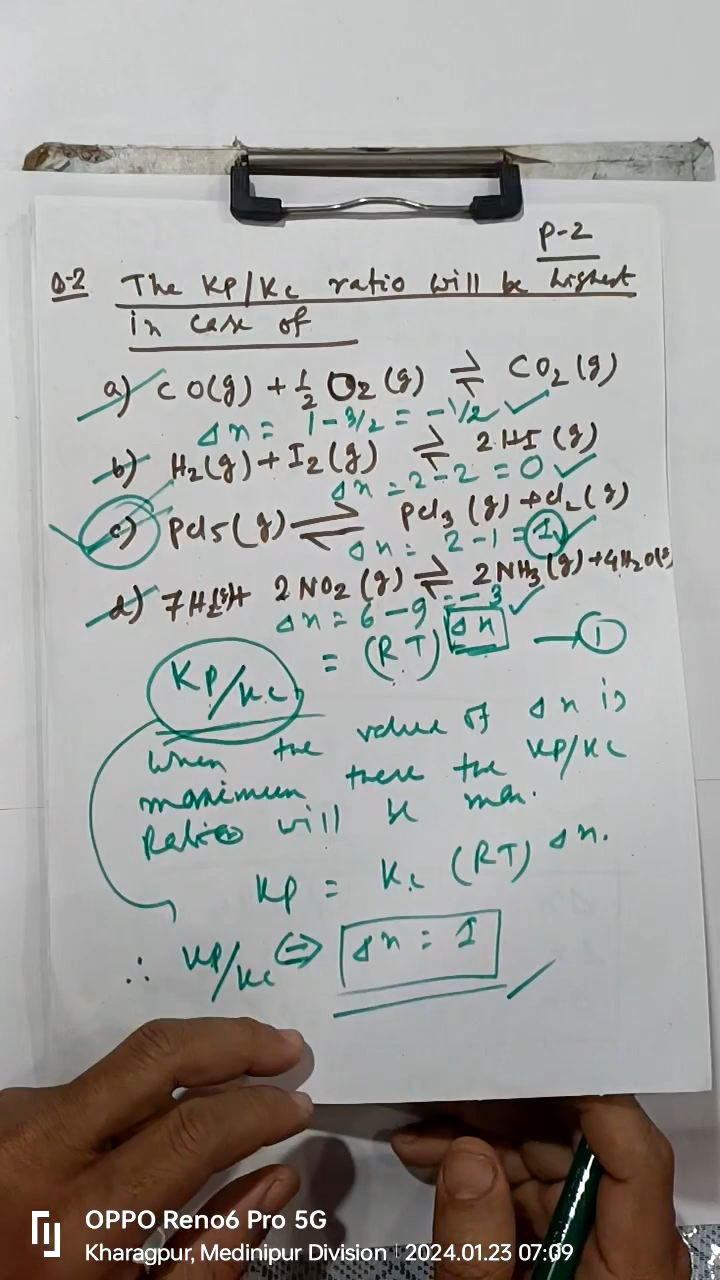 P-2
Q-2 The KP/Kc ratio will be highest
in case of
a) CO(g) + 1/2 O2(g) ⇌ CO2(g)
Δn = 1 - 3/2 = -1/2 ✓
b) H2(g) + I2(g) ⇌ 2HI(g)
Δn = 2 - 2 = 0 ✓
c) PCl5(g) ⇌ PCl3(g) + Cl2(g)
Δn = 2 - 1 = 1 ✓
d) 7H2(g)+ 2NO2(g) ⇌ 2NH3(g) + 4H2O(g)
Δn = 6 - 9 = -3 ✓
KP/Kc = (RT)^Δn —①
When the value of Δn is
maximum there the KP/Kc
Ratio will be max.
KP = Kc (RT)^Δn.
∴ KP/Kc ⇔ Δn = 1
OPPO Reno6 Pro 5G
Kharagpur, Medinipur Division | 2024.01.23 07:09